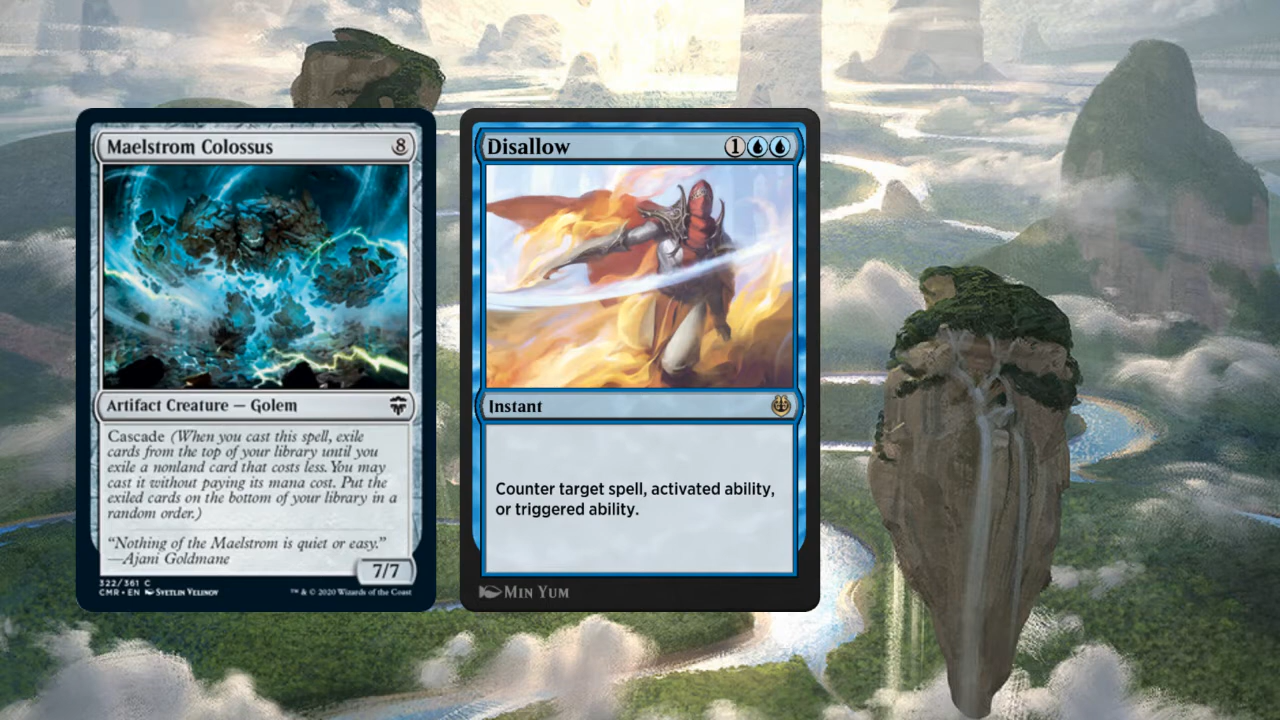 Maelstrom Colossus 8
Artifact Creature — Golem
Cascade (When you cast this spell, exile
cards from the top of your library until you
exile a nonland card that costs less. You may
cast it without paying its mana cost. Put the
exiled cards on the bottom of your library in a
random order.)
“Nothing of the Maelstrom is quiet or easy.”
—Ajani Goldmane
7/7
322/361 C
CMR • EN Svetlin Velinov ™ & © 2020 Wizards of the Coast
Disallow 1
Instant
Counter target spell, activated ability,
or triggered ability.
Min Yum